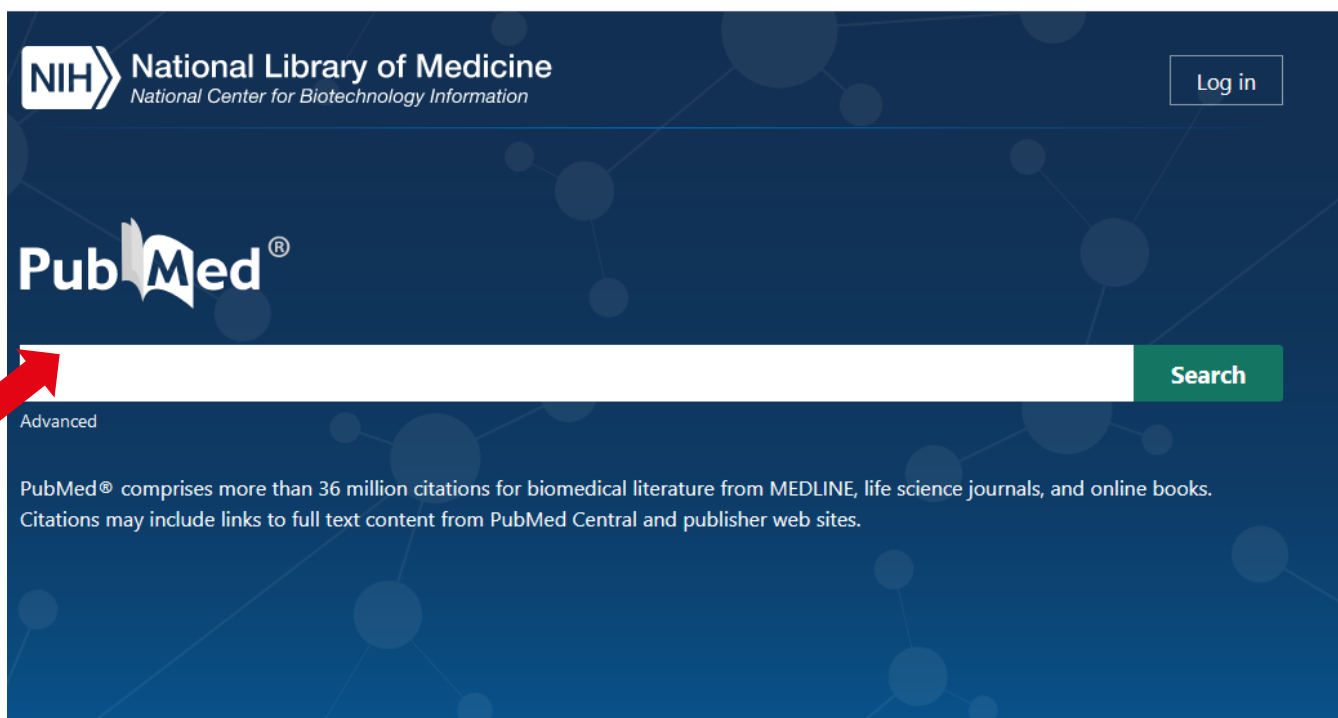 NIH National Library of Medicine
National Center for Biotechnology Information
Log in
PubMed®
Search
Advanced
PubMed® comprises more than 36 million citations for biomedical literature from MEDLINE, life science journals, and online books.
Citations may include links to full text content from PubMed Central and publisher web sites.